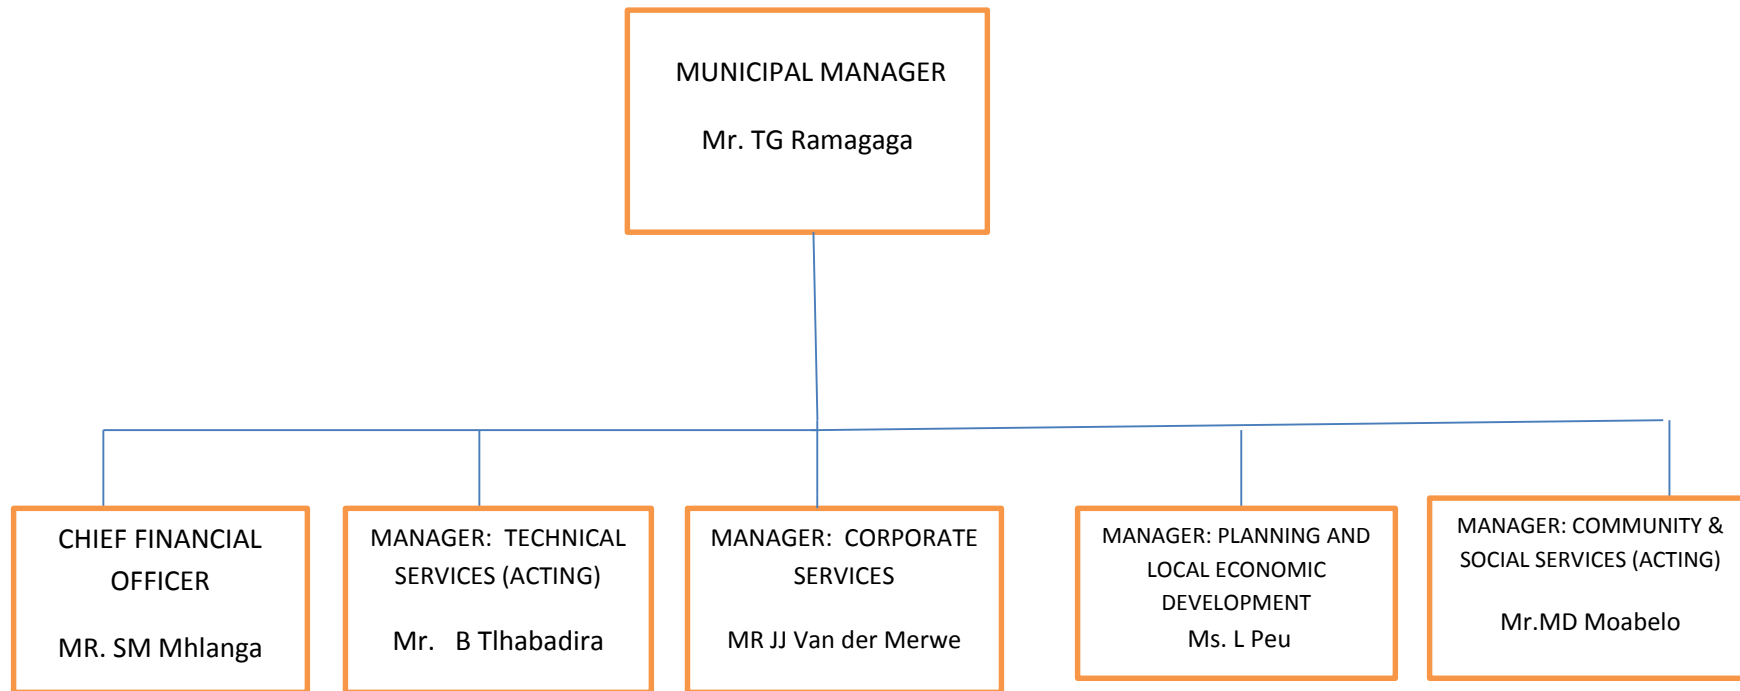 MUNICIPAL MANAGER
Mr. TG Ramagaga
CHIEF FINANCIAL
OFFICER
MR. SM Mhlanga
MANAGER: TECHNICAL
SERVICES (ACTING)
Mr. B Tlhabadira
MANAGER: CORPORATE
SERVICES
MR JJ Van der Merwe
MANAGER: PLANNING AND
LOCAL ECONOMIC
DEVELOPMENT
Ms. L Peu
MANAGER: COMMUNITY &
SOCIAL SERVICES (ACTING)
Mr.MD Moabelo